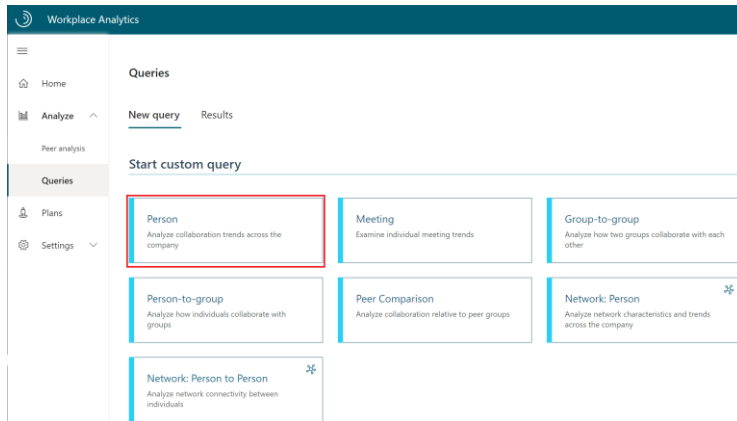 Workplace Analytics
Home
Analyze
Peer analysis
Queries
Plans
Settings
Queries
New query
Results
Start custom query
Person
Analyze collaboration trends across the
company
Meeting
Examine individual meeting trends
Group-to-group
Analyze how two groups collaborate with each
other
Person-to-group
Analyze how individuals collaborate with
groups
Peer Comparison
Analyze collaboration relative to peer groups
Network: Person
Analyze network characteristics and trends
across the company
Network: Person to Person
Analyze network connectivity between
individuals